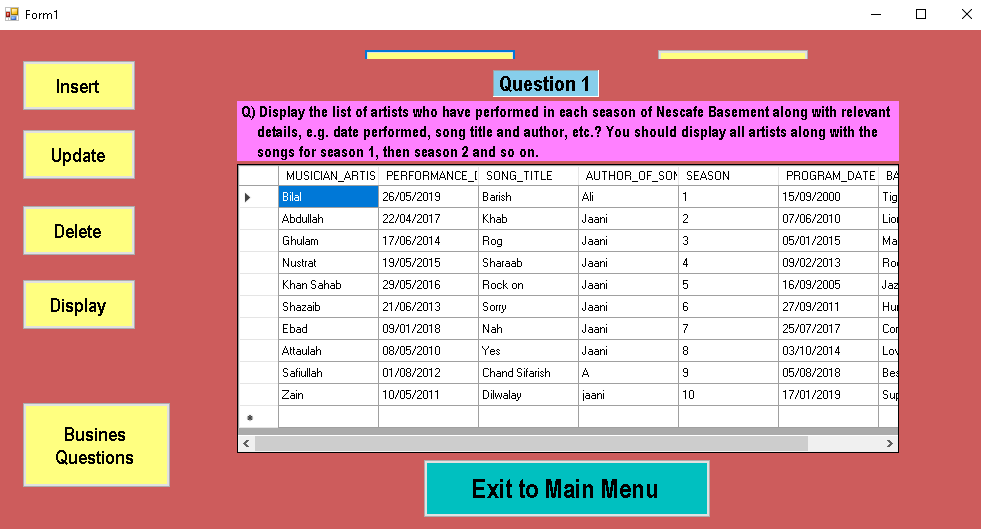 Form1
Insert
Update
Delete
Display
Busines
Questions
Question 1
Q) Display the list of artists who have performed in each season of Nescafe Basement along with relevant
details, e.g. date performed, song title and author, etc.? You should display all artists along with the
songs for season 1, then season 2 and so on.
MUSICIAN_ARTIS PERFORMANCE_D SONG_TITLE AUTHOR_OF_SON SEASON PROGRAM_DATE BA
Bilal 26/05/2019 Barish Ali 1 15/09/2000 Tig
Abdullah 22/04/2017 Khab Jaani 2 07/06/2010 Lion
Ghulam 17/06/2014 Rog Jaani 3 05/01/2015 Ma
Nustrat 19/05/2015 Sharaab Jaani 4 09/02/2013 Roc
Khan Sahab 29/05/2016 Rock on Jaani 5 16/09/2005 Jaz
Shazaib 21/06/2013 Sorry Jaani 6 27/09/2011 Hur
Ebad 09/01/2018 Nah Jaani 7 25/07/2017 Cor
Attaulah 08/05/2010 Yes Jaani 8 03/10/2014 Lov
Safiullah 01/08/2012 Chand Sifarish A 9 05/08/2018 Bes
Zain 10/05/2011 Dilwalay jaani 10 17/01/2019 Sup
Exit to Main Menu